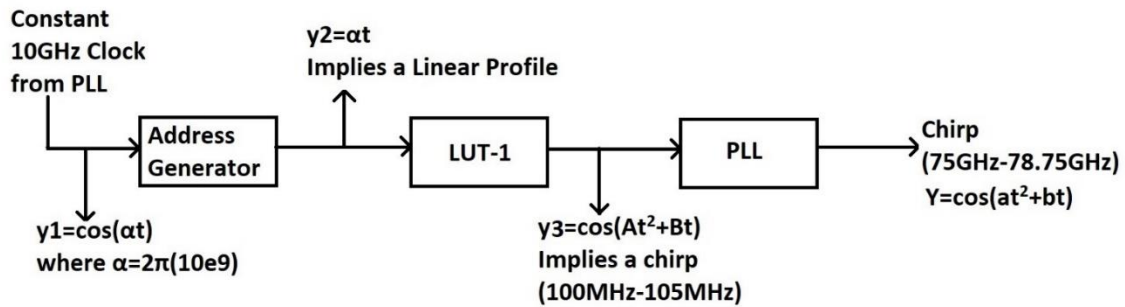 Constant
10GHz Clock
from PLL
y1=cos(αt)
where α=2π(10e9)
Address
Generator
y2=αt
Implies a Linear Profile
LUT-1
y3=cos(At²+Bt)
Implies a chirp
(100MHz-105MHz)
PLL
Chirp
(75GHz-78.75GHz)
Y=cos(at²+bt)